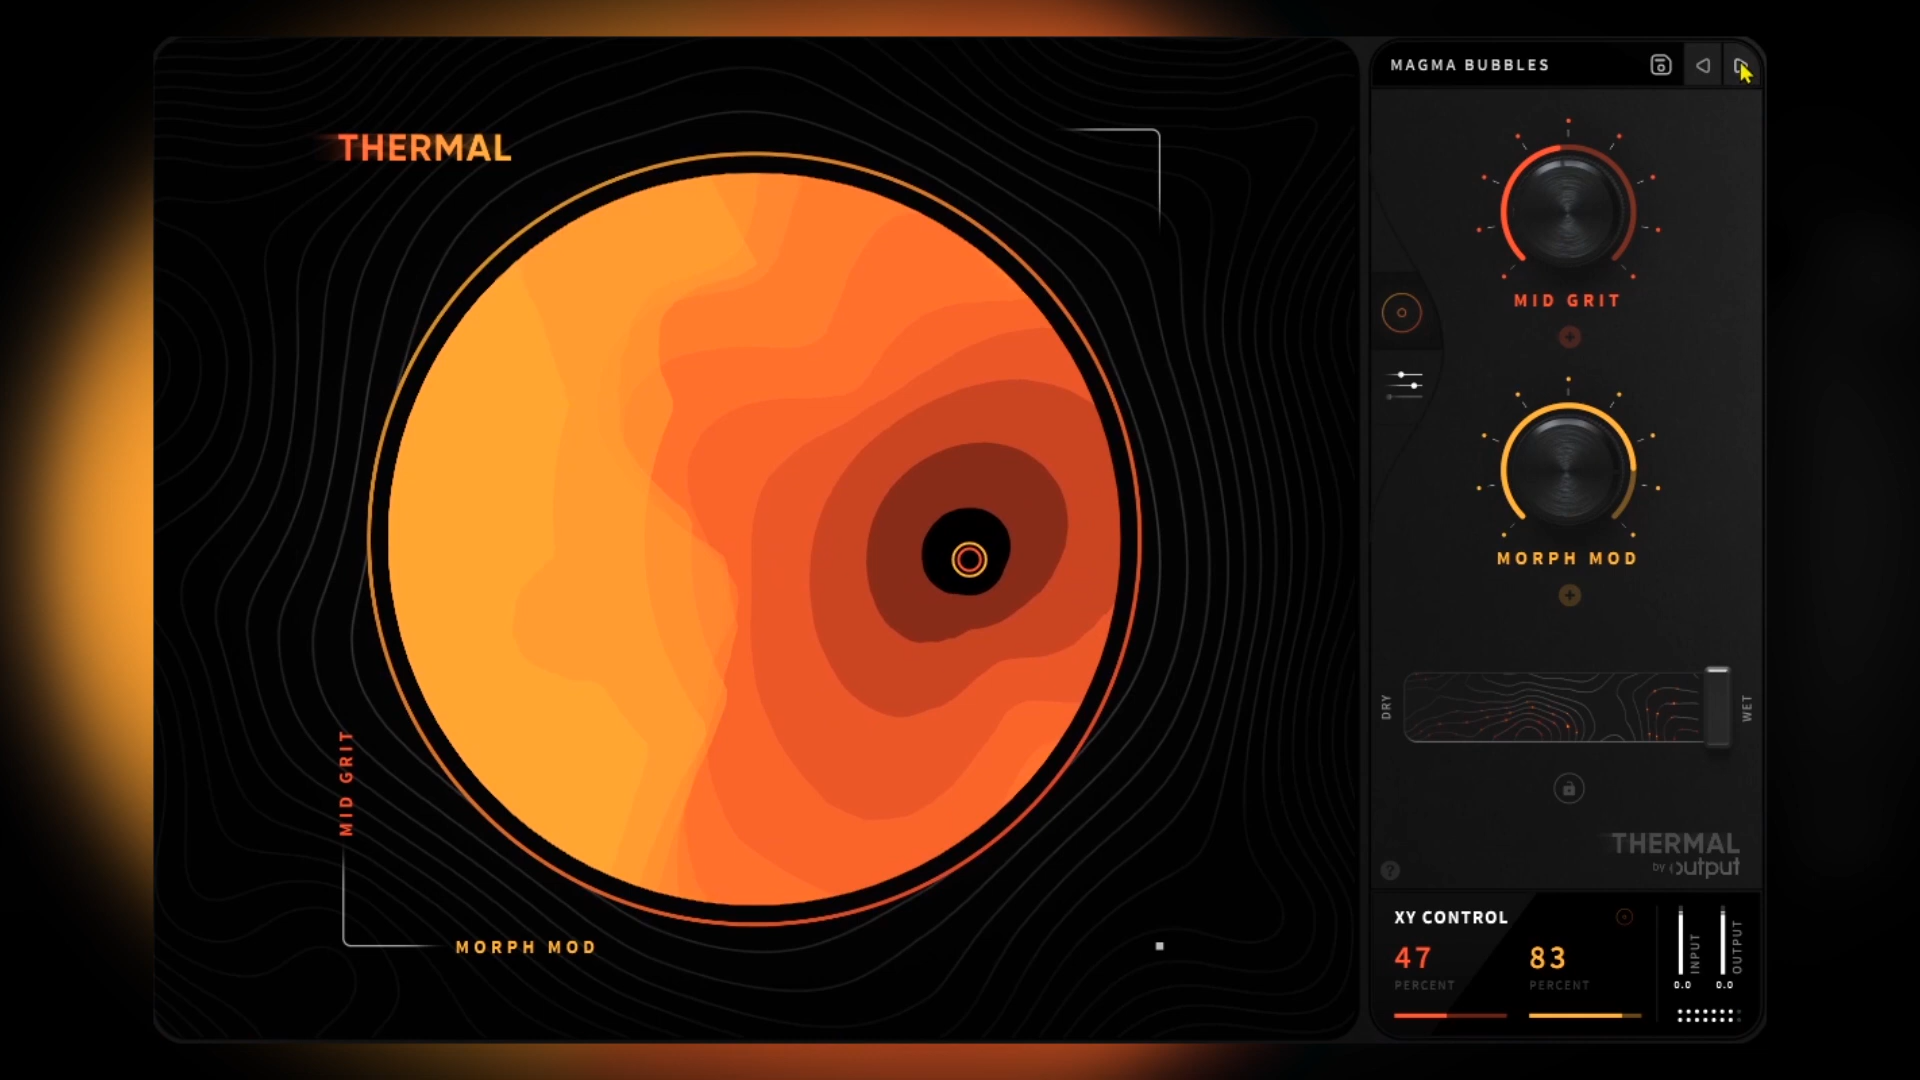 THERMAL
MID GRIT
MORPH MOD
MAGMA BUBBLES
MID GRIT
MORPH MOD
DRY
WET
THERMAL
by output
?
XY CONTROL
47
83
PERCENT
PERCENT
INPUT
OUTPUT
0.0
0.0